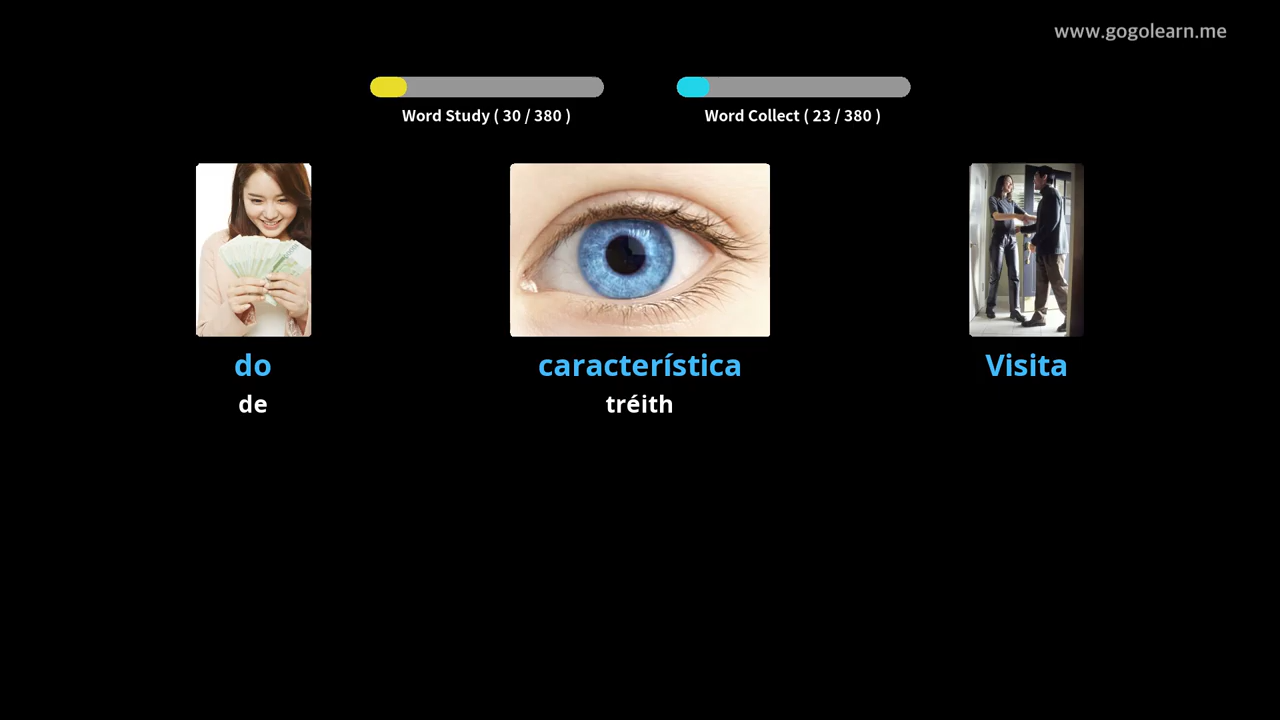 www.gogolearn.me
Word Study ( 30 / 380 )
Word Collect ( 23 / 380 )
do
de
característica
tréith
Visita